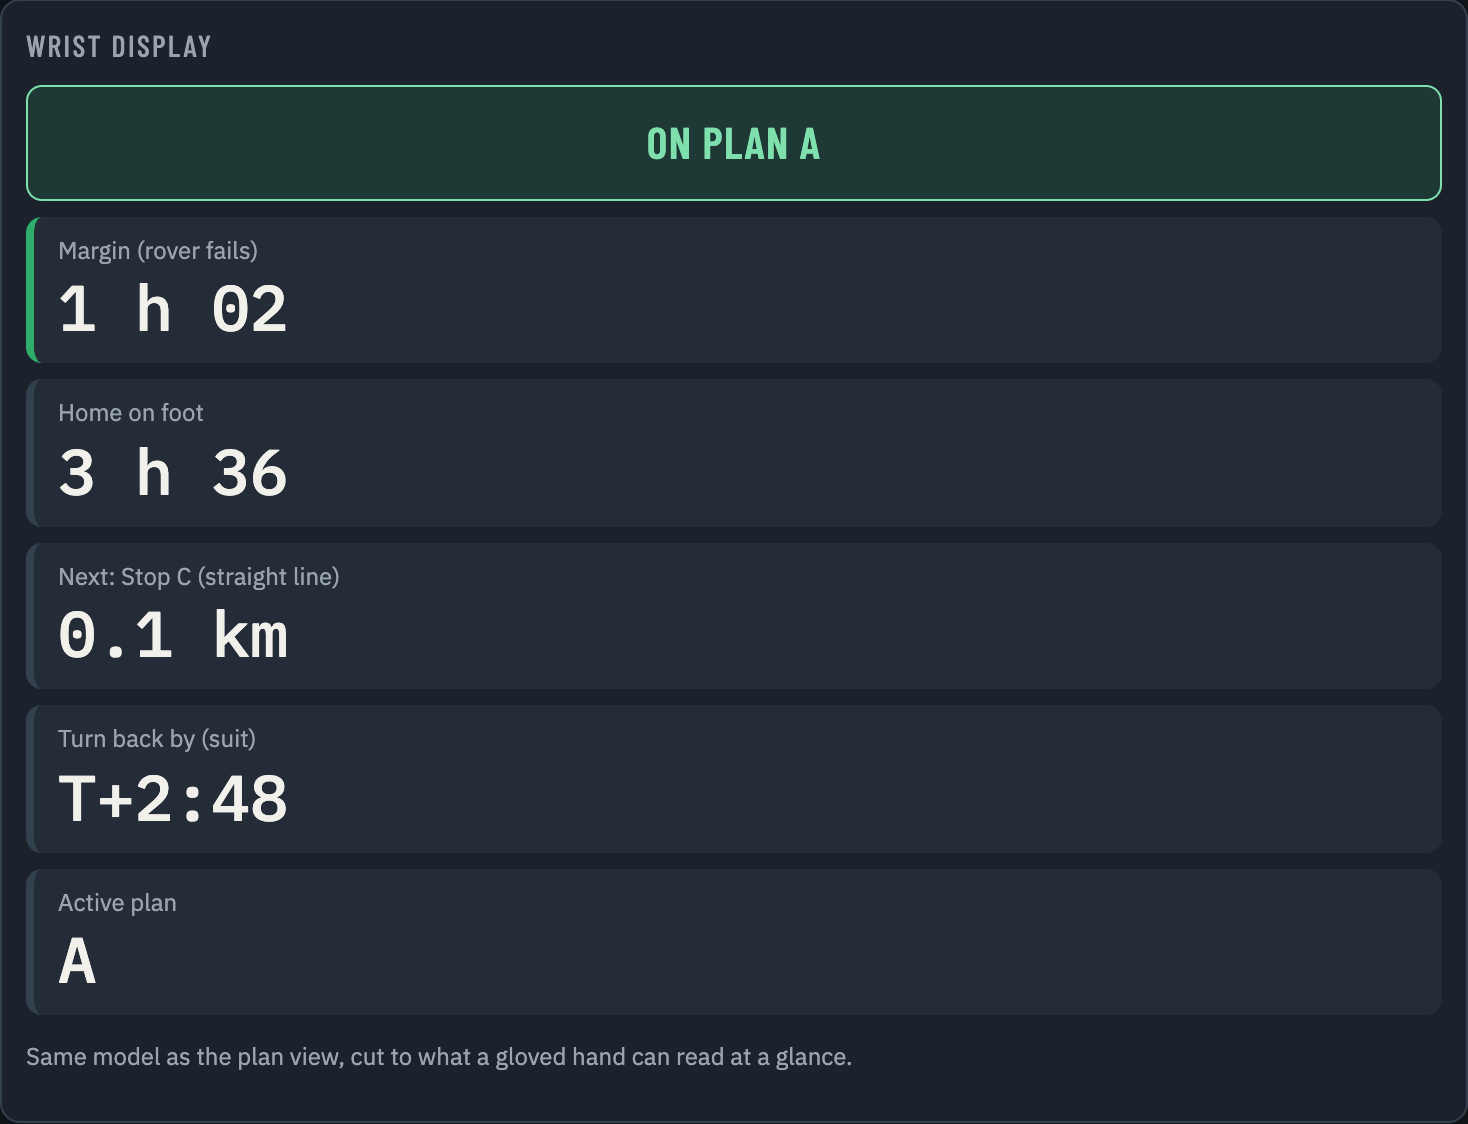 WRIST DISPLAY
ON PLAN A
Margin (rover fails)
1 h 02
Home on foot
3 h 36
Next: Stop C (straight line)
0.1 km
Turn back by (suit)
T+2:48
Active plan
A
Same model as the plan view, cut to what a gloved hand can read at a glance.